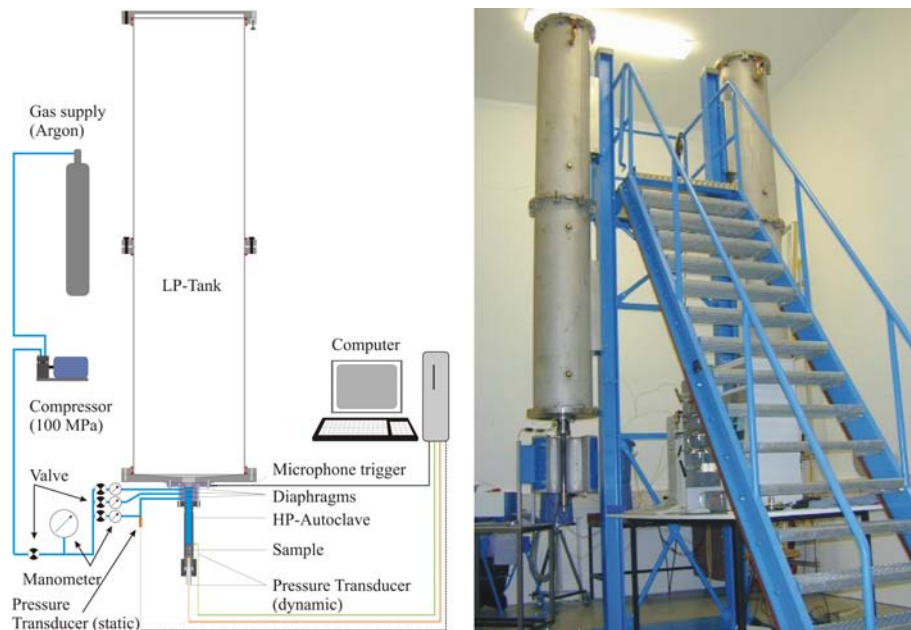 Gas supply
(Argon)
LP-Tank
Computer
Compressor
(100 MPa)
Microphone trigger
Valve
Diaphragms
HP-Autoclave
Sample
Manometer
Pressure Transducer
(dynamic)
Pressure
Transducer (static)